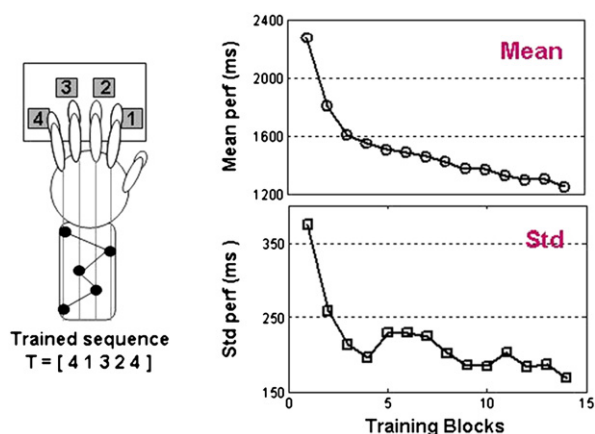 3
2
4
1
Trained sequence
T = [ 4 1 3 2 4 ]
Mean
Mean perf (ms)
2400
2000
1600
1200
Std
Std perf (ms)
350
250
150
0
5
10
15
Training Blocks